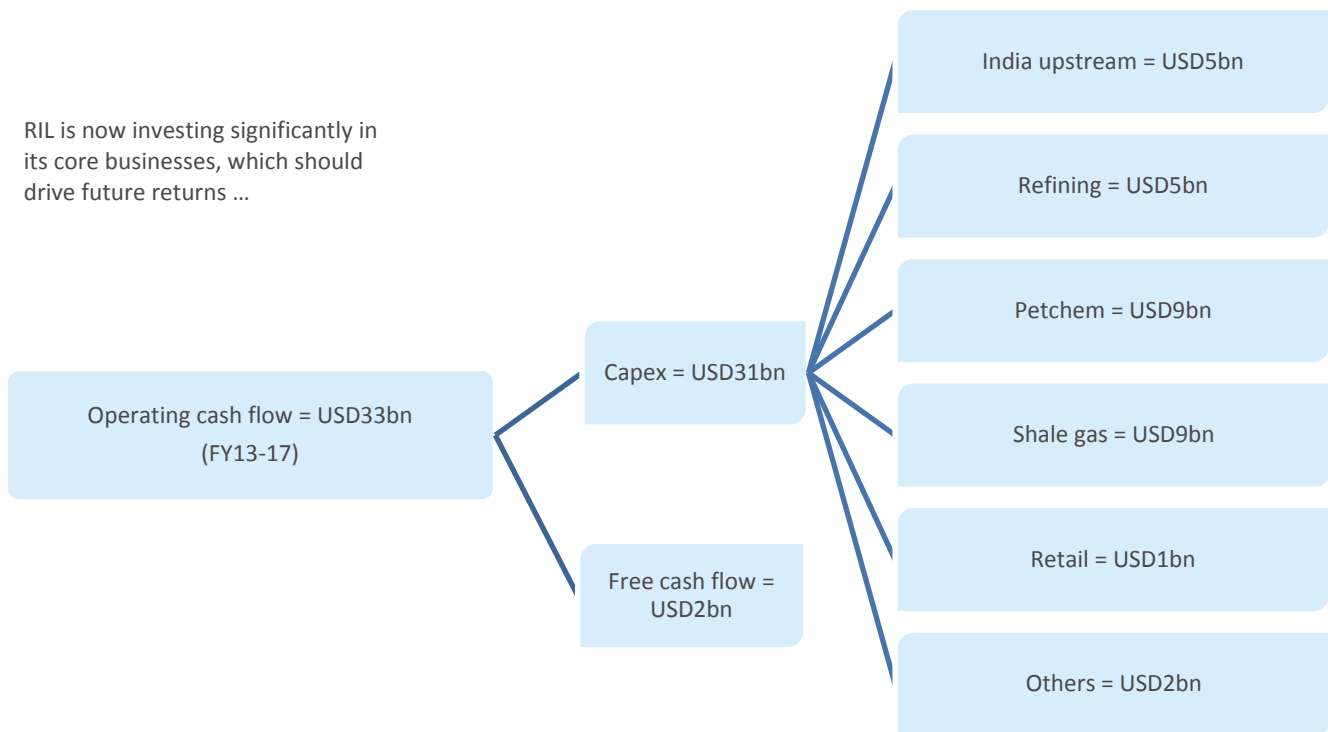 RIL is now investing significantly in
its core businesses, which should
drive future returns …
Operating cash flow = USD33bn
(FY13-17)
Capex = USD31bn
Free cash flow =
USD2bn
India upstream = USD5bn
Refining = USD5bn
Petchem = USD9bn
Shale gas = USD9bn
Retail = USD1bn
Others = USD2bn